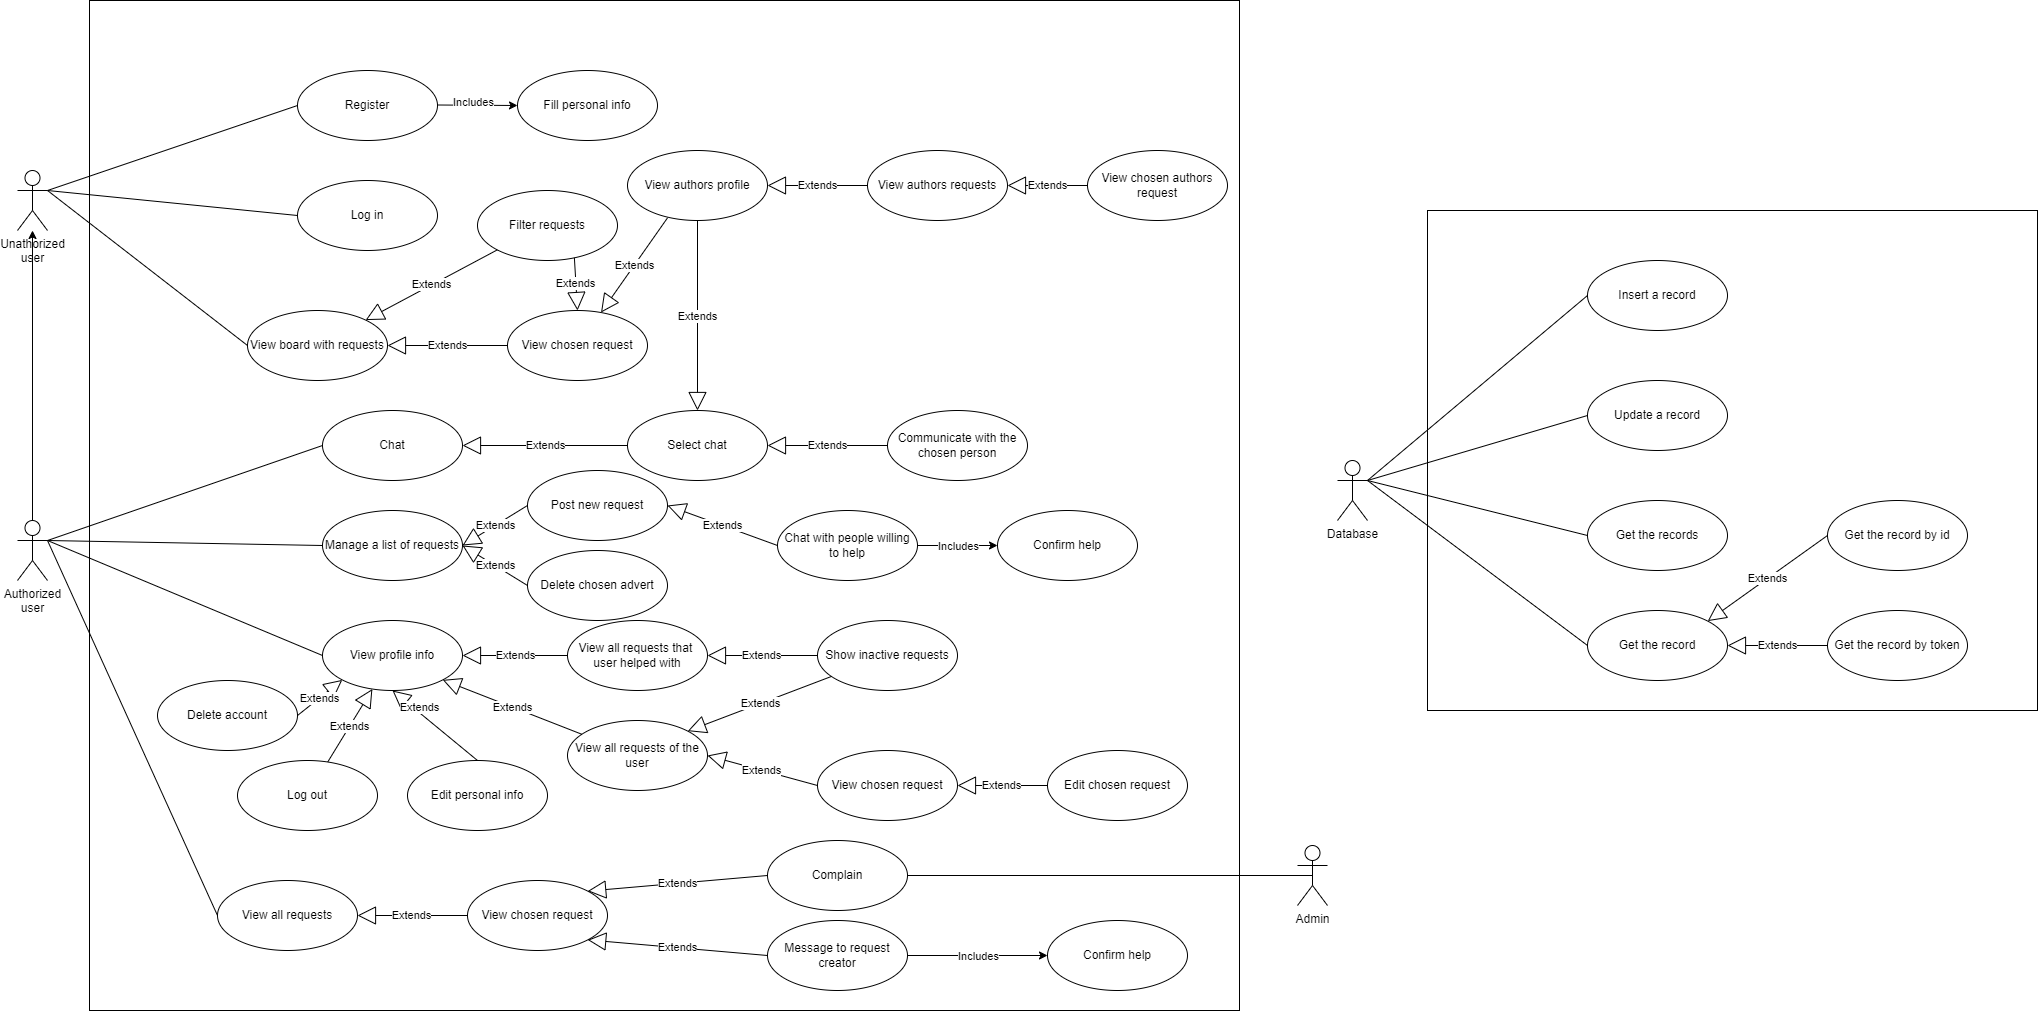 Register
Includes
Fill personal info
Unathorized
user
Log in
Filter requests
View authors profile
Extends
View authors requests
Extends
View chosen authors
request
Extends
Extends
Extends
Extends
View board with requests
Extends
View chosen request
Chat
Extends
Select chat
Extends
Communicate with the
chosen person
Authorized
user
Manage a list of requests
Extends
Post new request
Extends
Chat with people willing
to help
Includes
Confirm help
Extends
Delete chosen advert
View profile info
Extends
View all requests that
user helped with
Extends
Show inactive requests
Delete account
Extends
Extends
Extends
Extends
Extends
View all requests of the
user
Log out
Edit personal info
Extends
View chosen request
Extends
Edit chosen request
View all requests
Extends
View chosen request
Extends
Complain
Extends
Message to request
creator
Includes
Confirm help
Admin
Database
Insert a record
Update a record
Get the records
Get the record by id
Extends
Get the record
Extends
Get the record by token